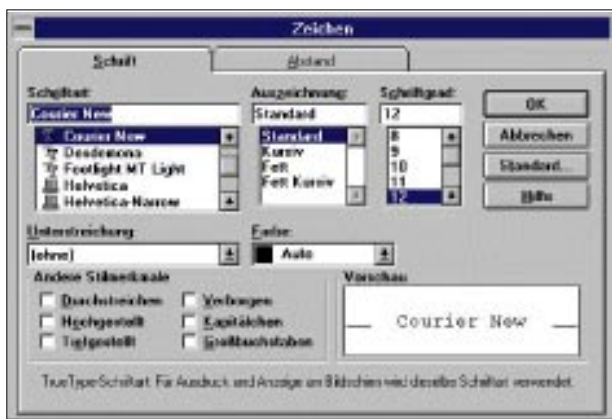 Zeichen
Schrift Abstand
Schriftart: Auszeichnung: Schriftgrad:
Courier New Standard 12 OK
Courier New Standard 8 Abbrechen
Desdemona Kursiv 9
Footlight MT Light Fett 10 Standard...
Helvetica Fett Kursiv 11
Helvetica-Narrow 12 Hilfe
Unterstreichung: Farbe:
(ohne) Auto
Andere Stilmerkmale Vorschau
Durchstreichen Verborgen
Hochgestellt Kapitälchen Courier New
Tiefgestellt Großbuchstaben
TrueType-Schriftart. Für Ausdruck und Anzeige am Bildschirm wird dieselbe Schriftart verwendet.